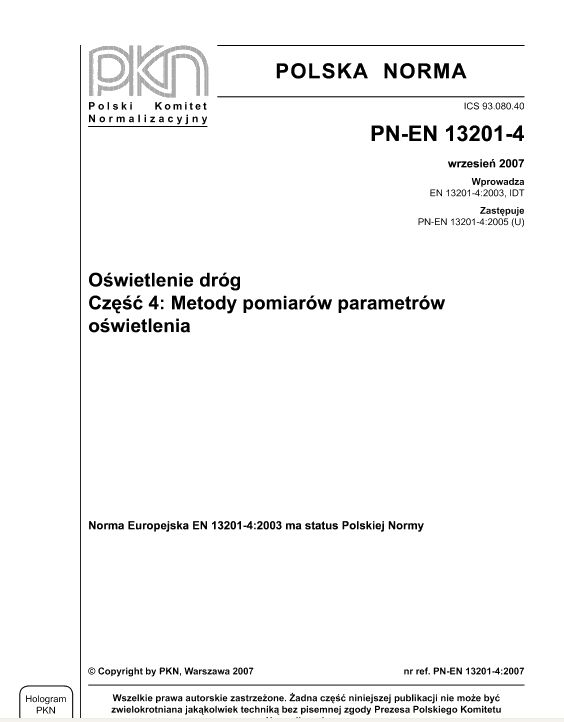 PKN
POLSKA NORMA
Polski Komitet
Normalizacyjny
ICS 93.080.40
PN-EN 13201-4
wrzesień 2007
Wprowadza
EN 13201-4:2003, IDT
Zastępuje
PN-EN 13201-4:2005 (U)
Oświetlenie dróg
Część 4: Metody pomiarów parametrów
oświetlenia
Norma Europejska EN 13201-4:2003 ma status Polskiej Normy
© Copyright by PKN, Warszawa 2007
nr ref. PN-EN 13201-4:2007
Hologram
PKN
Wszelkie prawa autorskie zastrzeżone. Żadna część niniejszej publikacji nie może być
zwielokrotniana jakąkolwiek techniką bez pisemnej zgody Prezesa Polskiego Komitetu